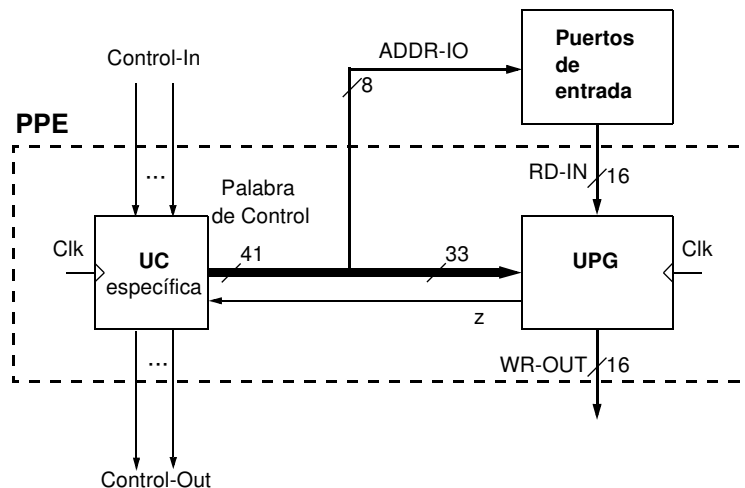 Control-In
ADDR-IO
8
Puertos
de
entrada
PPE
...
RD-IN
16
Palabra
de Control
Clk
UC
específica
41
33
UPG
Clk
z
...
WR-OUT
16
Control-Out